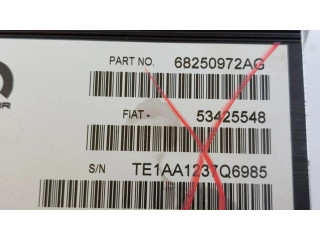 PART NO. 68250972AG
FIAT - 53425548
S/N TE1AA1237Q6985